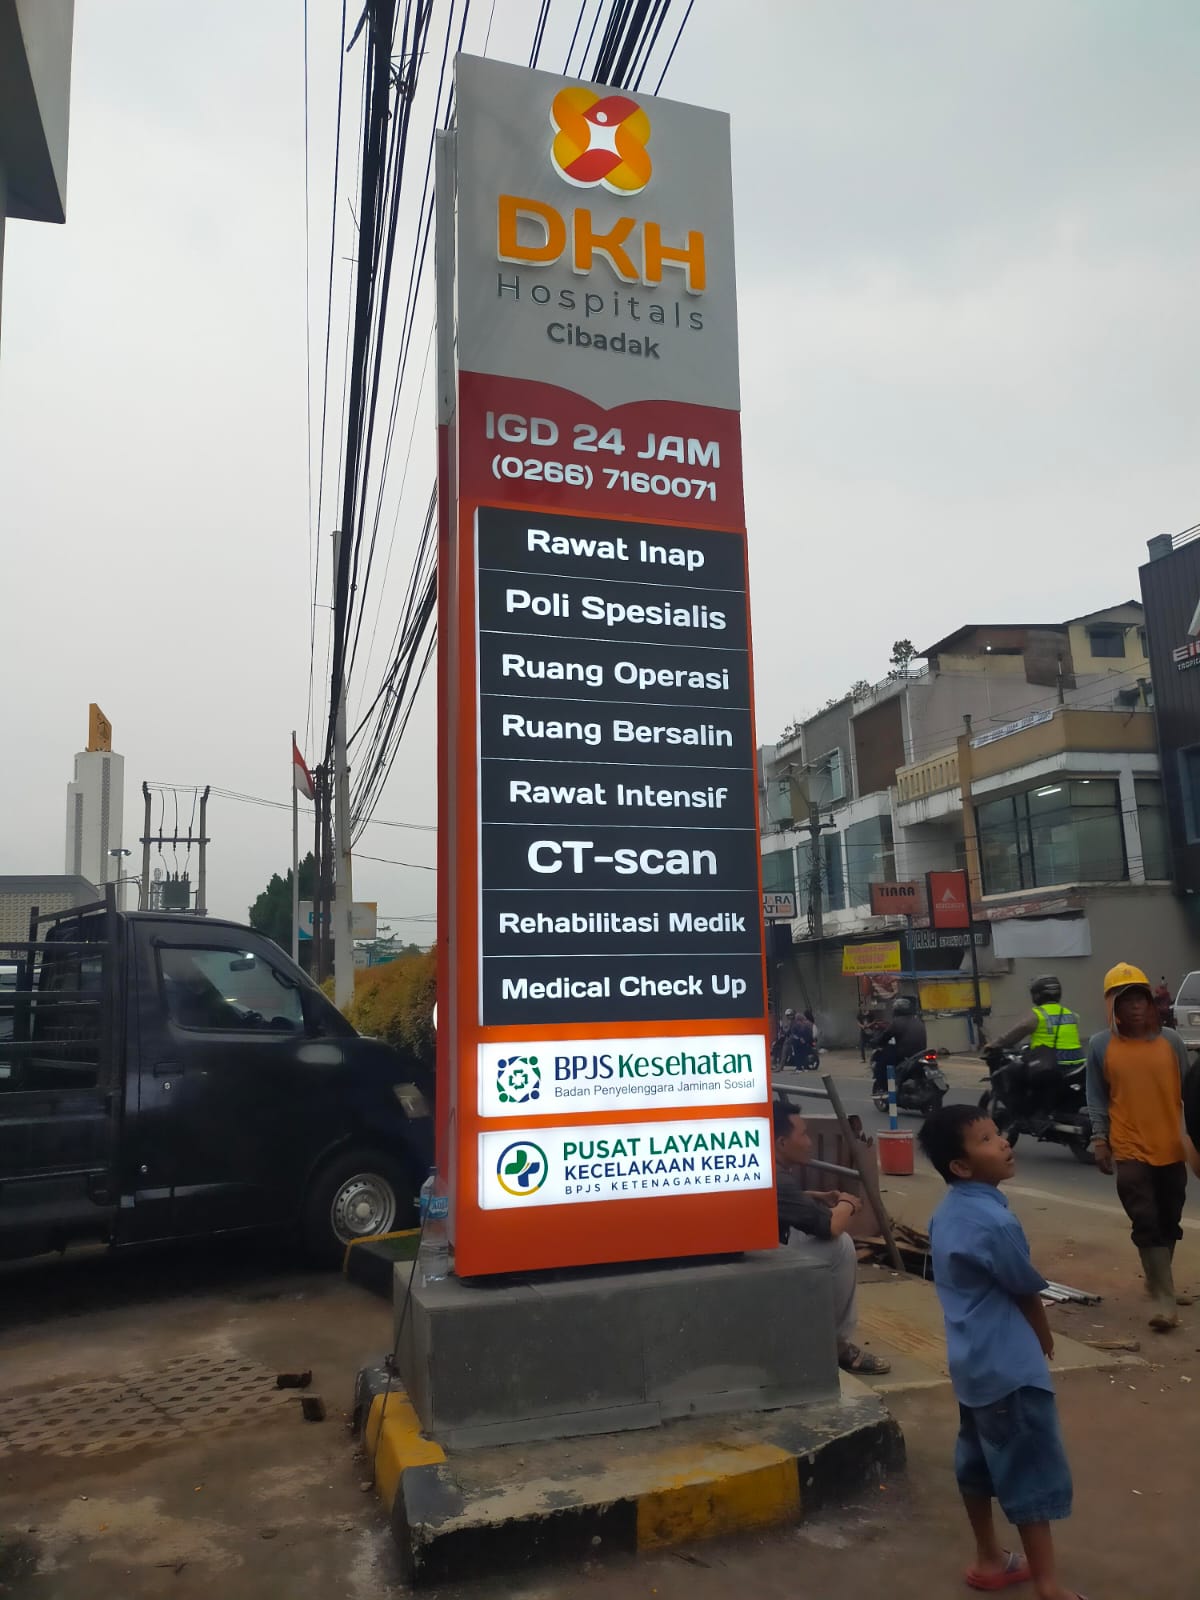 DKH
Hospitals
Cibadak
IGD 24 JAM
(0266) 7160071
Rawat Inap
Poli Spesialis
Ruang Operasi
Ruang Bersalin
Rawat Intensif
CT-scan
Rehabilitasi Medik
Medical Check Up
BPJS Kesehatan
Badan Penyelenggara Jaminan Sosial
PUSAT LAYANAN
KECELAKAAN KERJA
BPJS KETENAGAKERJAAN
TIARA